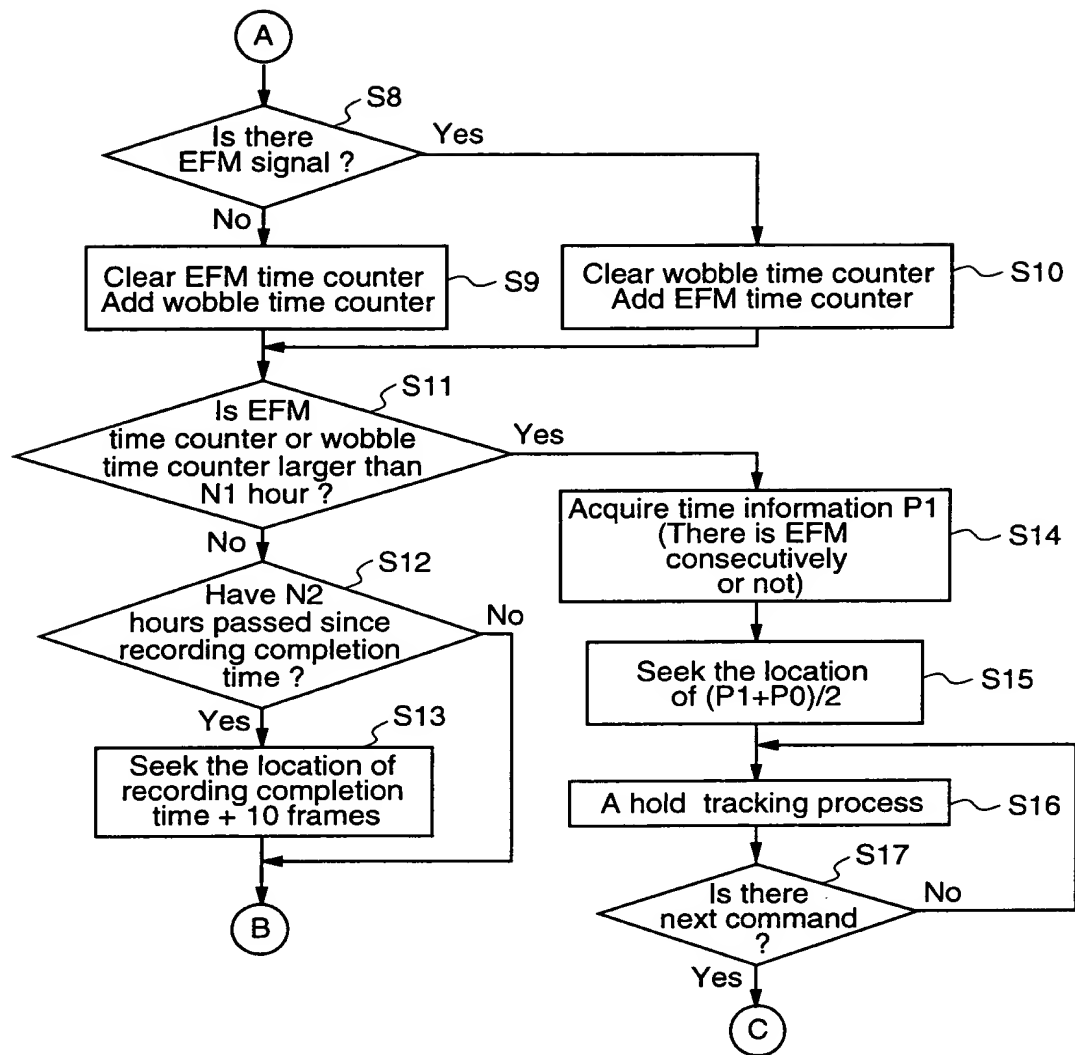 A
S8
Is there
EFM signal ?
Yes
No
Clear EFM time counter
Add wobble time counter
S9
Clear wobble time counter
Add EFM time counter
S10
S11
Is EFM
time counter or wobble
time counter larger than
N1 hour ?
Yes
No
Acquire time information P1
(There is EFM
consecutively
or not)
S14
S12
Have N2
hours passed since
recording completion
time ?
No
Yes
Seek the location
of (P1+P0)/2
S15
S13
Seek the location of
recording completion
time + 10 frames
A hold tracking process
S16
S17
Is there
next command
?
No
Yes
B
C